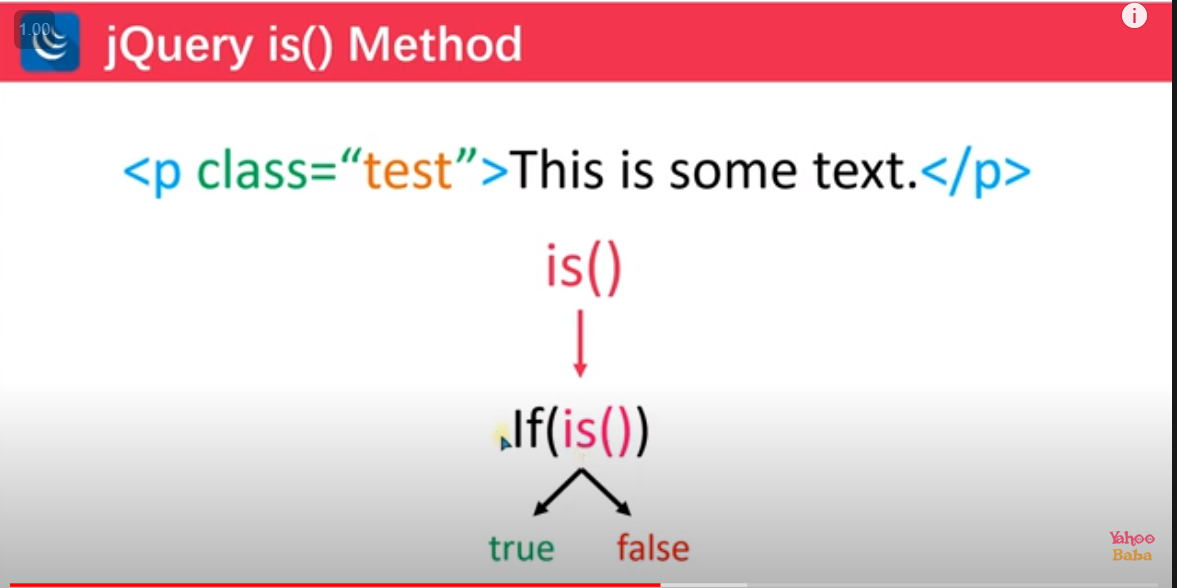 1.00
jQuery is() Method
i
<p class=“test”>This is some text.</p>
is()
If(is())
true false
Yahoo
Baba